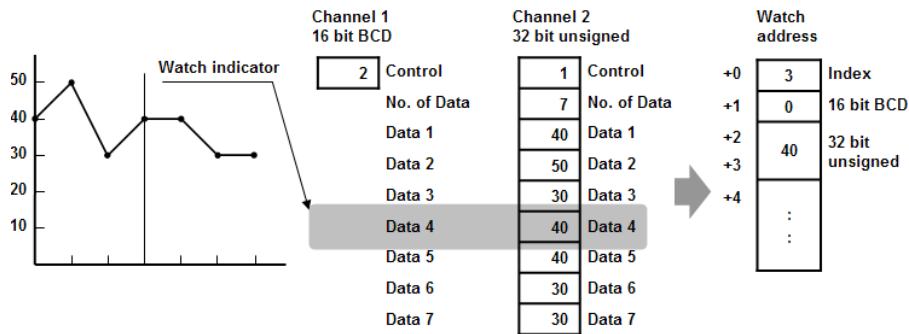 Channel 1
16 bit BCD
Channel 2
32 bit unsigned
Watch
address
Watch indicator
50
40
30
20
10
2 Control
No. of Data
Data 1
Data 2
Data 3
Data 4
Data 5
Data 6
Data 7
1 Control
7 No. of Data
40 Data 1
50 Data 2
30 Data 3
40 Data 4
40 Data 5
30 Data 6
30 Data 7
+0 3 Index
+1 0 16 bit BCD
+2
+3
40
32 bit
unsigned
+4
:
: